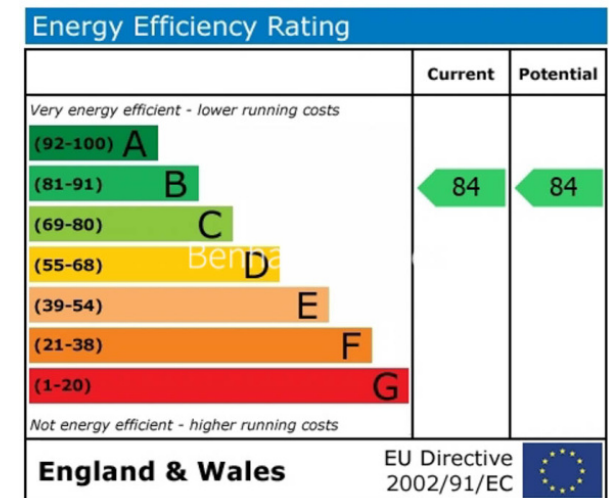 Energy Efficiency Rating
Current Potential
Very energy efficient - lower running costs
(92-100) A
(81-91) B 84 84
(69-80) C
(55-68) D
(39-54) E
(21-38) F
(1-20) G
Not energy efficient - higher running costs
England & Wales
EU Directive
2002/91/EC